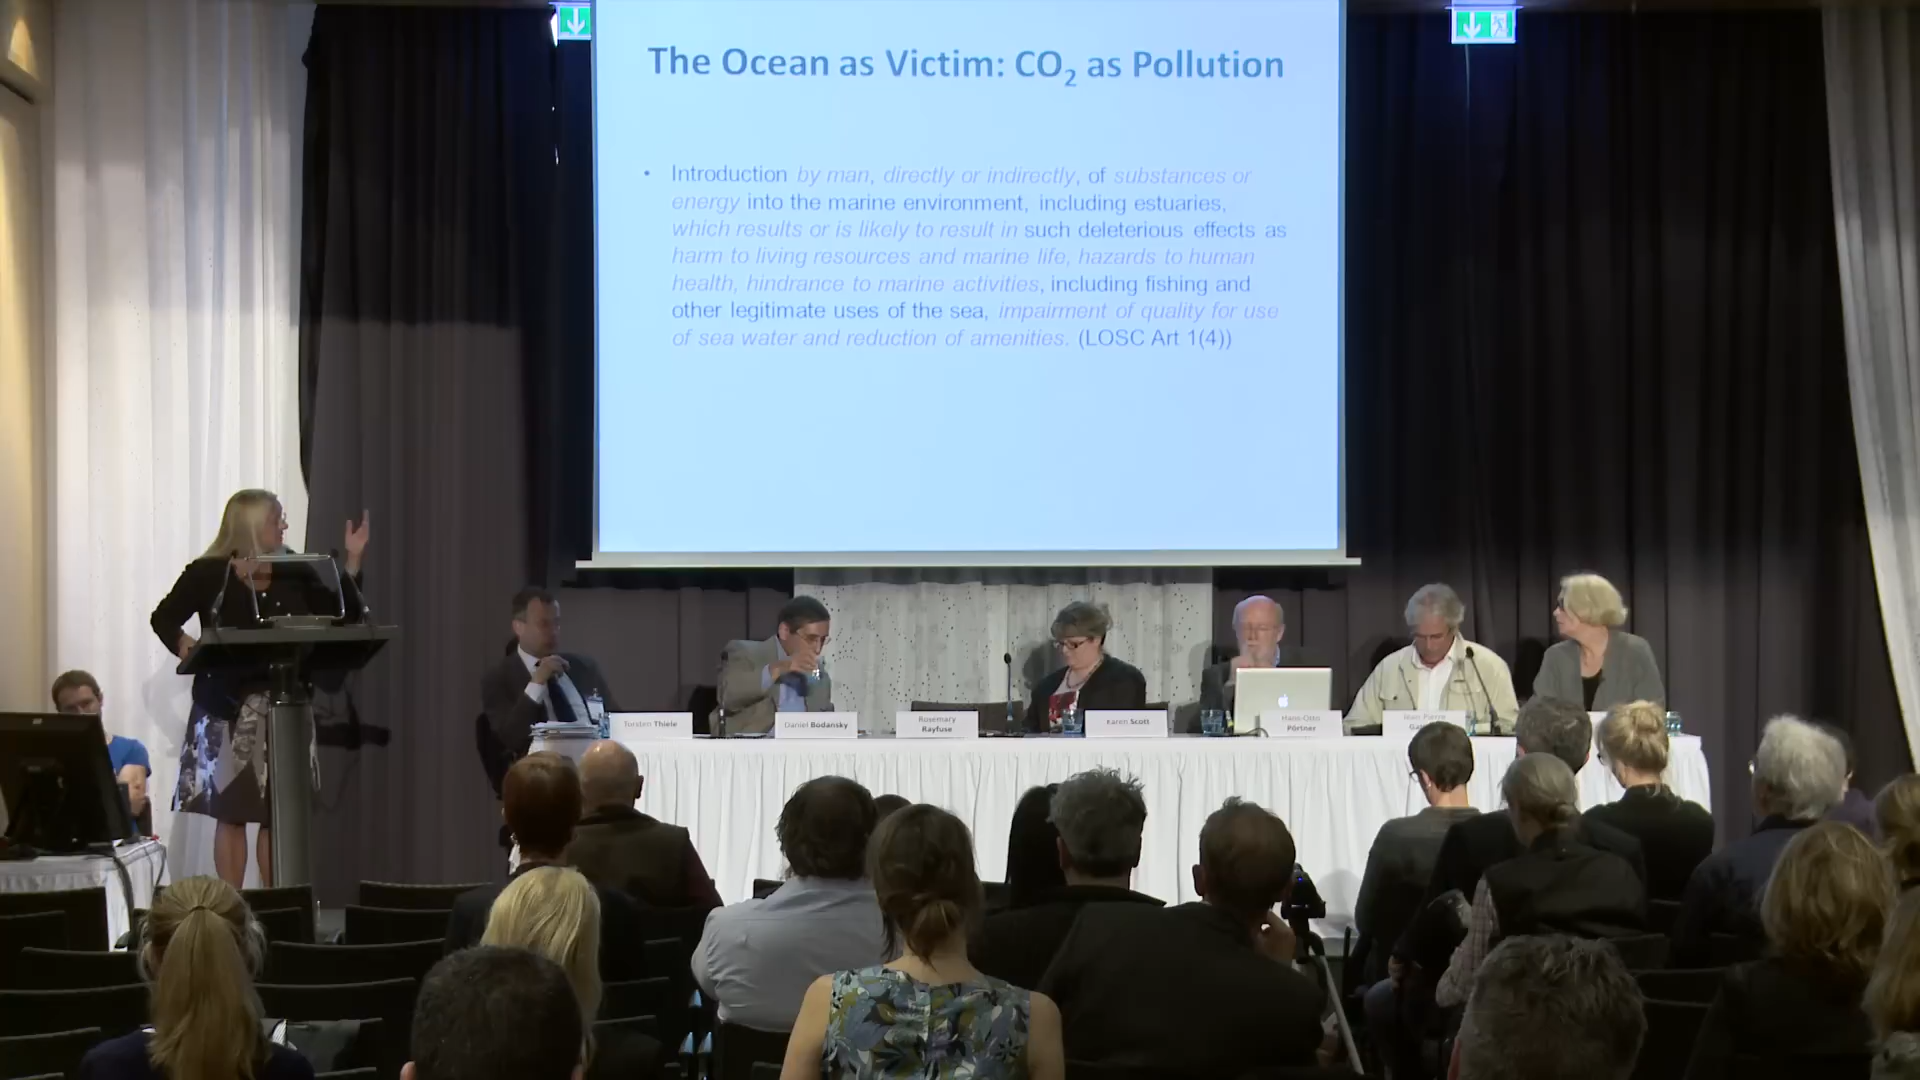 The Ocean as Victim: CO₂ as Pollution
• Introduction by man, directly or indirectly, of substances or
energy into the marine environment, including estuaries,
which results or is likely to result in such deleterious effects as
harm to living resources and marine life, hazards to human
health, hindrance to marine activities, including fishing and
other legitimate uses of the sea, impairment of quality for use
of sea water and reduction of amenities. (LOSC Art 1(4))
Torsten Thiele
Daniel Bodansky
Rosemary
Rayfuse
Karen Scott
Hans-Otto
Pörtner
Jean-Pierre